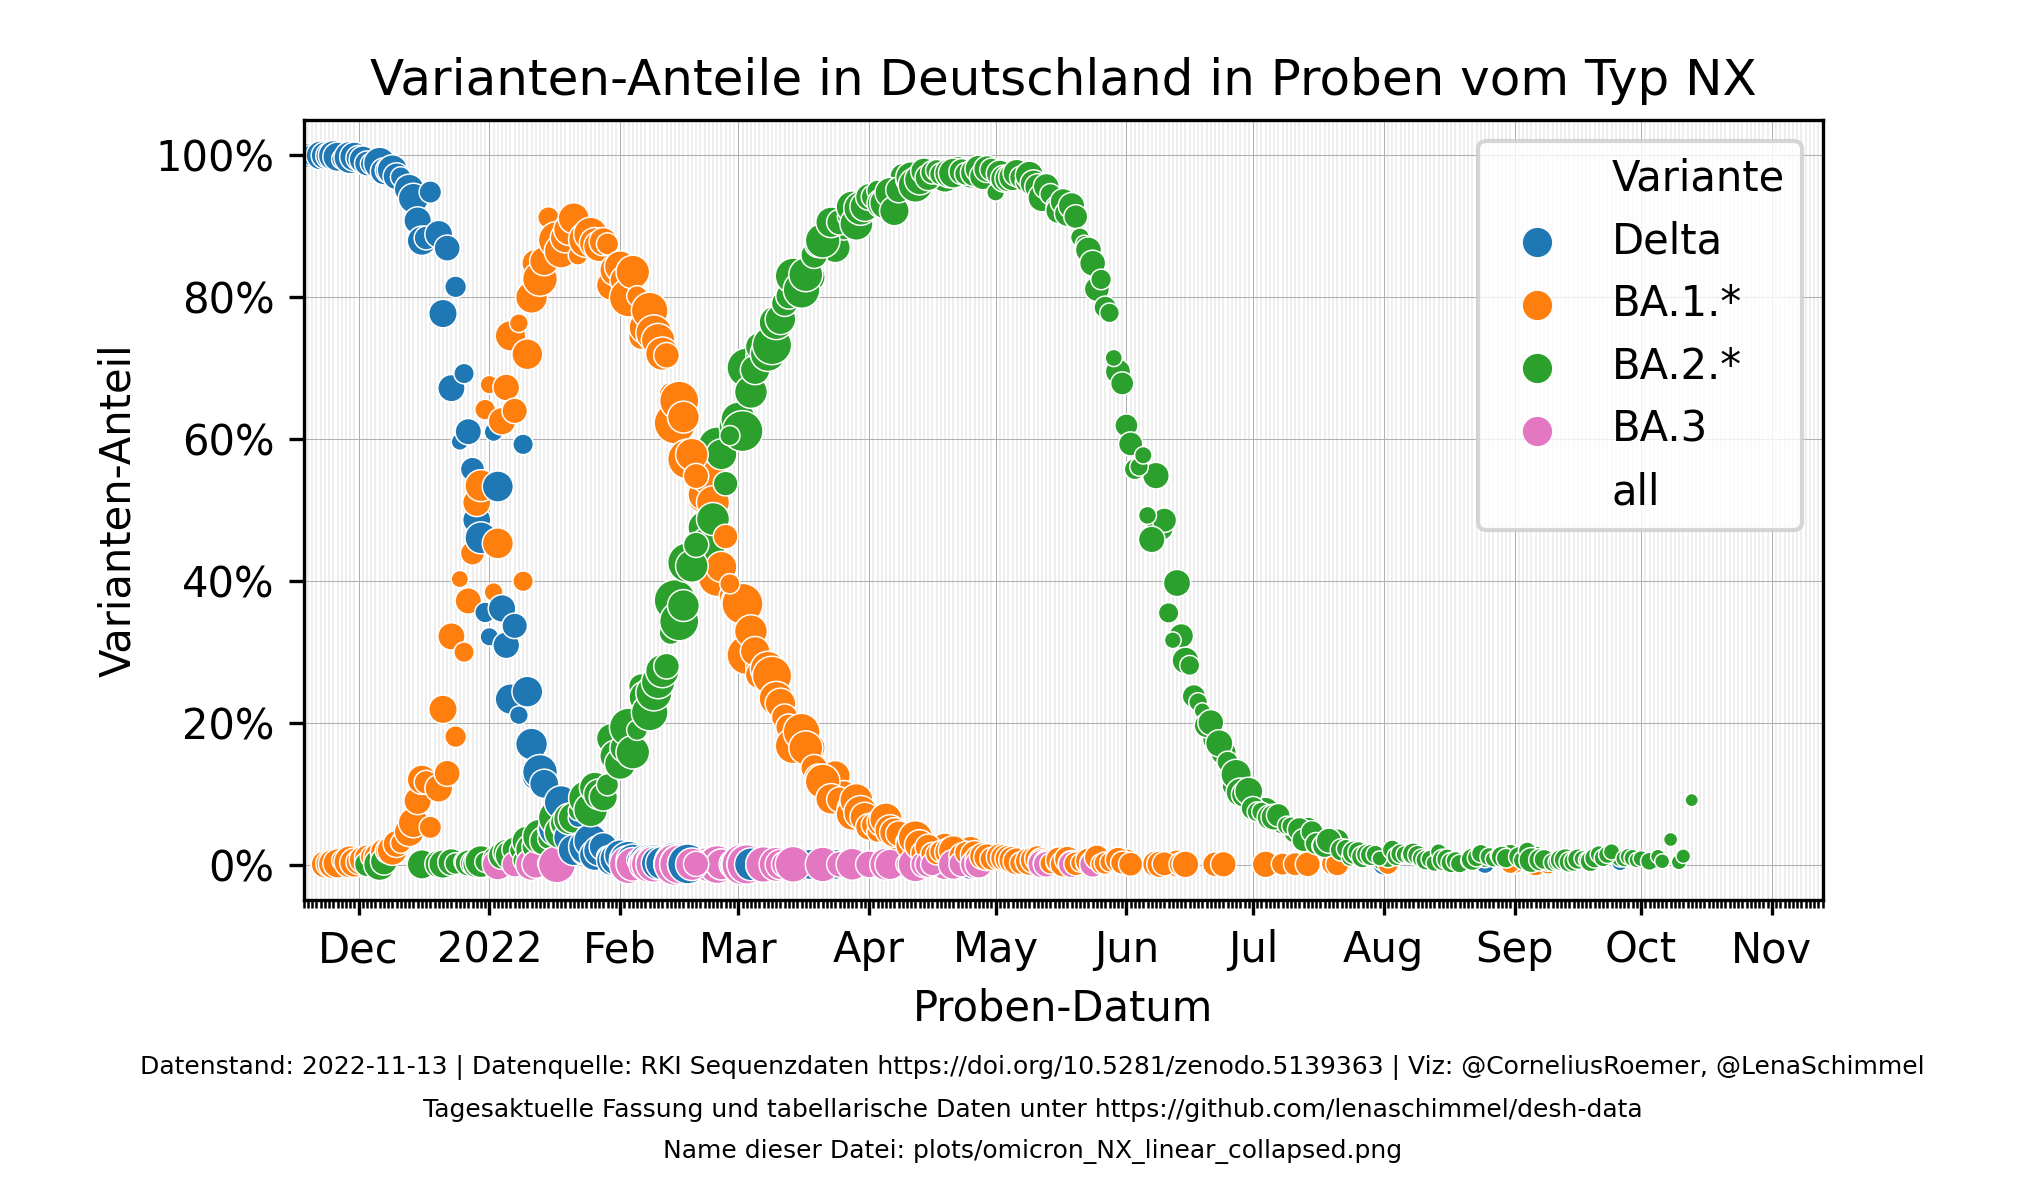 Varianten-Anteile in Deutschland in Proben vom Typ NX
100%
80%
60%
40%
20%
0%
Varianten-Anteil
Variante
Delta
BA.1.*
BA.2.*
BA.3
all
Dec 2022 Feb Mar Apr May Jun Jul Aug Sep Oct Nov
Proben-Datum
Datenstand: 2022-11-13 | Datenquelle: RKI Sequenzdaten https://doi.org/10.5281/zenodo.5139363 | Viz: @CorneliusRoemer, @LenaSchimmel
Tagesaktuelle Fassung und tabellarische Daten unter https://github.com/lenaschimmel/desh-data
Name dieser Datei: plots/omicron_NX_linear_collapsed.png